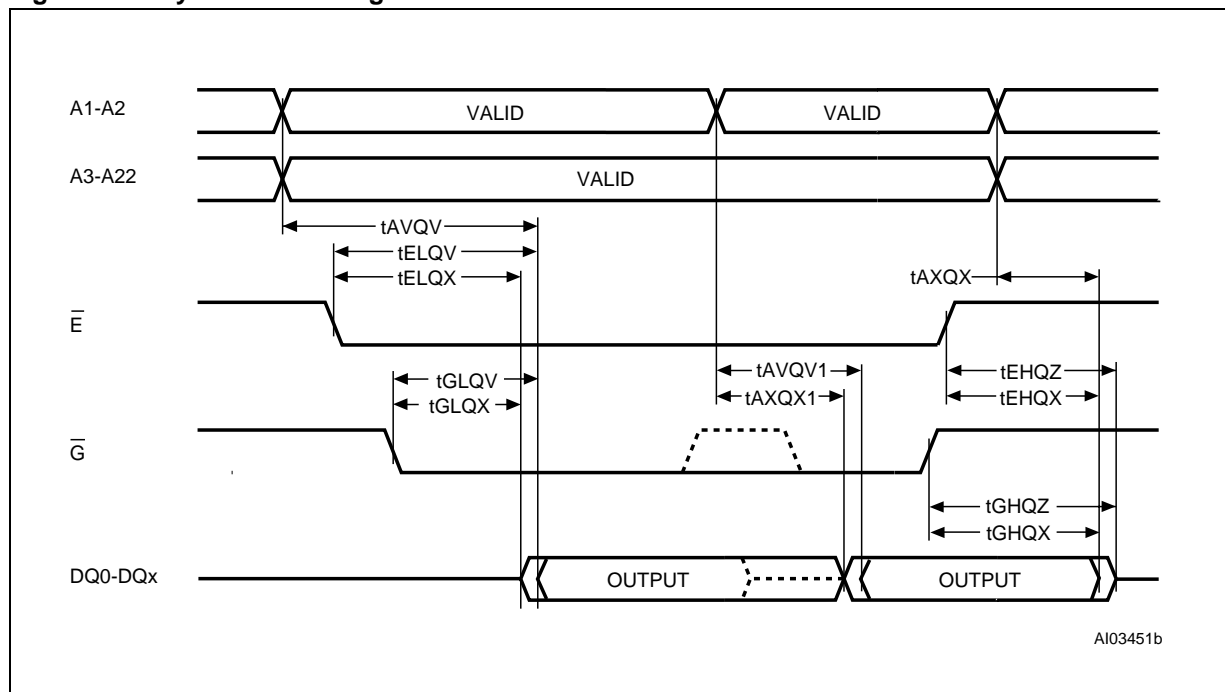 A1-A2
VALID
VALID
A3-A22
VALID
tAVQV
tELQV
tELQX
tAXQX
E
tAVQV1
tEHQZ
tGLQV
tAXQX1
tEHQX
tGLQX
G
tGHQZ
tGHQX
DQ0-DQx
OUTPUT
OUTPUT
AI03451b